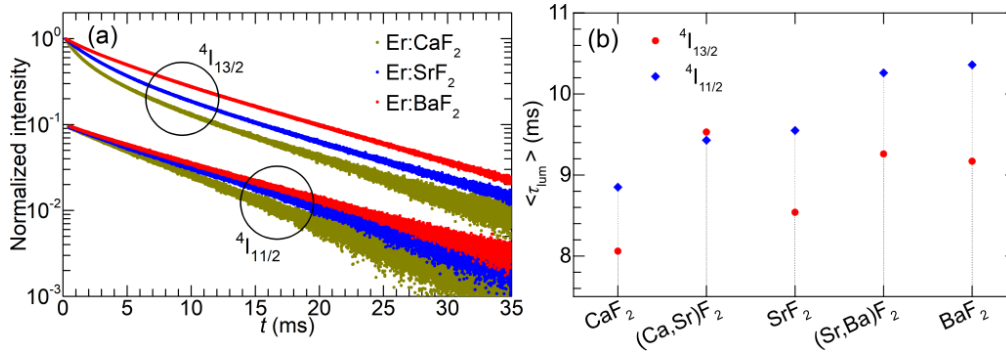 (a)
⁴I₁₃/₂
Er:CaF₂
Er:SrF₂
Er:BaF₂
⁴I₁₁/₂
Normalized intensity
10⁰
10⁻¹
10⁻²
10⁻³
0 5 10 15 20 25 30 35
t (ms)
(b)
⁴I₁₃/₂
⁴I₁₁/₂
<τ_lum> (ms)
11
10
9
8
CaF₂ (Ca,Sr)F₂ SrF₂ (Sr,Ba)F₂ BaF₂